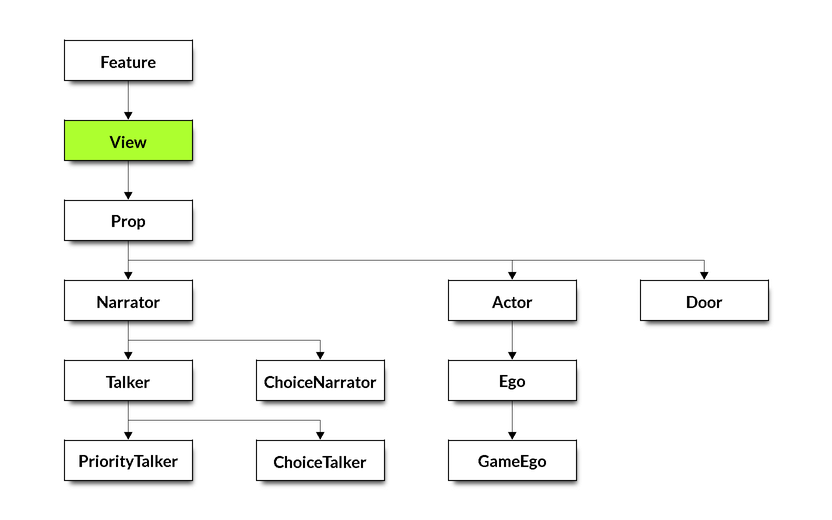 Feature
View
Prop
Narrator
Actor
Door
Talker
ChoiceNarrator
Ego
PriorityTalker
ChoiceTalker
GameEgo